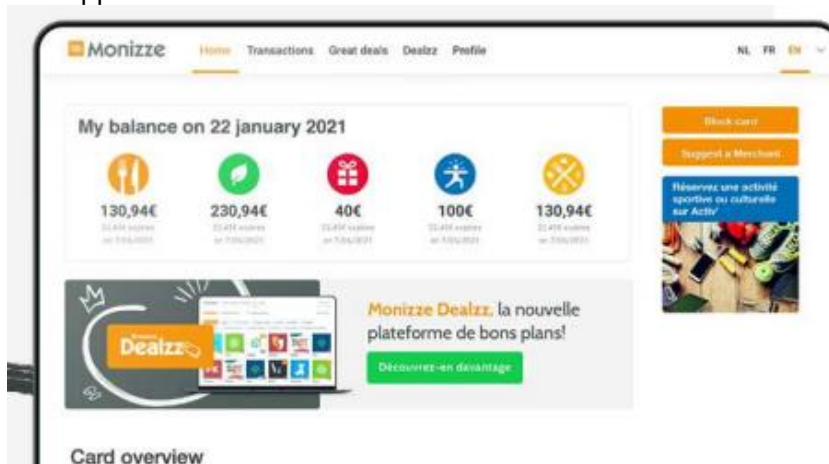 Monizze
Home Transactions Great deals Dealzz Profile
NL FR EN
My balance on 22 january 2021
130,94€ 230,94€ 40€ 100€ 130,94€
Block card
Suggest a Merchant
Réservez une activité
sportive ou culturelle
sur Activ'
Dealzz
Monizze Dealzz, la nouvelle
plateforme de bons plans!
Découvrez-en davantage
Card overview